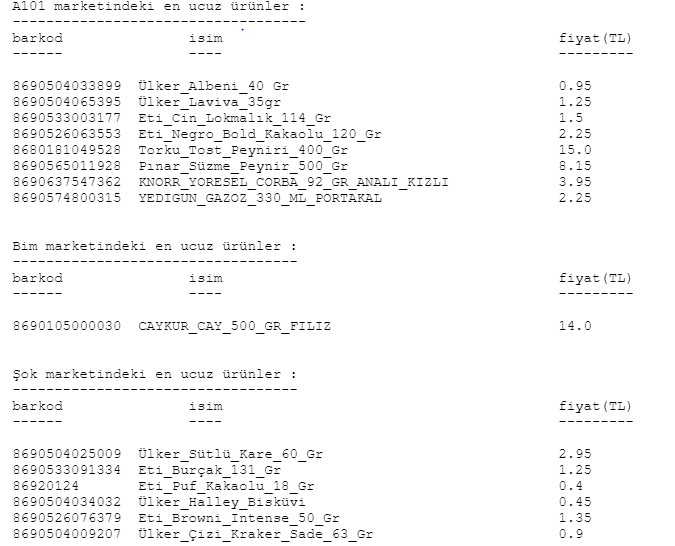 A101 marketindeki en ucuz ürünler :
-----------------------------------
barkod isim fiyat(TL)
------ ---- ---------
8690504033899 Ülker_Albeni_40 Gr 0.95
8690504065395 Ülker_Laviva_35gr 1.25
8690533003177 Eti_Cin_Lokmalık_114_Gr 1.5
8690526063553 Eti_Negro_Bold_Kakaolu_120_Gr 2.25
8680181049528 Torku_Tost_Peyniri_400_Gr 15.0
8690565011928 Pınar_Süzme_Peynir_500_Gr 8.15
8690637547362 KNORR_YORESEL_CORBA_92_GR_ANALI_KIZLI 3.95
8690574800315 YEDIGUN_GAZOZ_330_ML_PORTAKAL 2.25
Bim marketindeki en ucuz ürünler :
----------------------------------
barkod isim fiyat(TL)
------ ---- ---------
8690105000030 CAYKUR_CAY_500_GR_FILIZ 14.0
Şok marketindeki en ucuz ürünler :
----------------------------------
barkod isim fiyat(TL)
------ ---- ---------
8690504025009 Ülker_Sütlü_Kare_60_Gr 2.95
8690533091334 Eti_Burçak_131_Gr 1.25
86920124 Eti_Puf_Kakaolu_18_Gr 0.4
8690504034032 Ülker_Halley_Bisküvi 0.45
8690526076379 Eti_Browni_Intense_50_Gr 1.35
8690504009207 Ülker_Çizi_Kraker_Sade_63_Gr 0.9